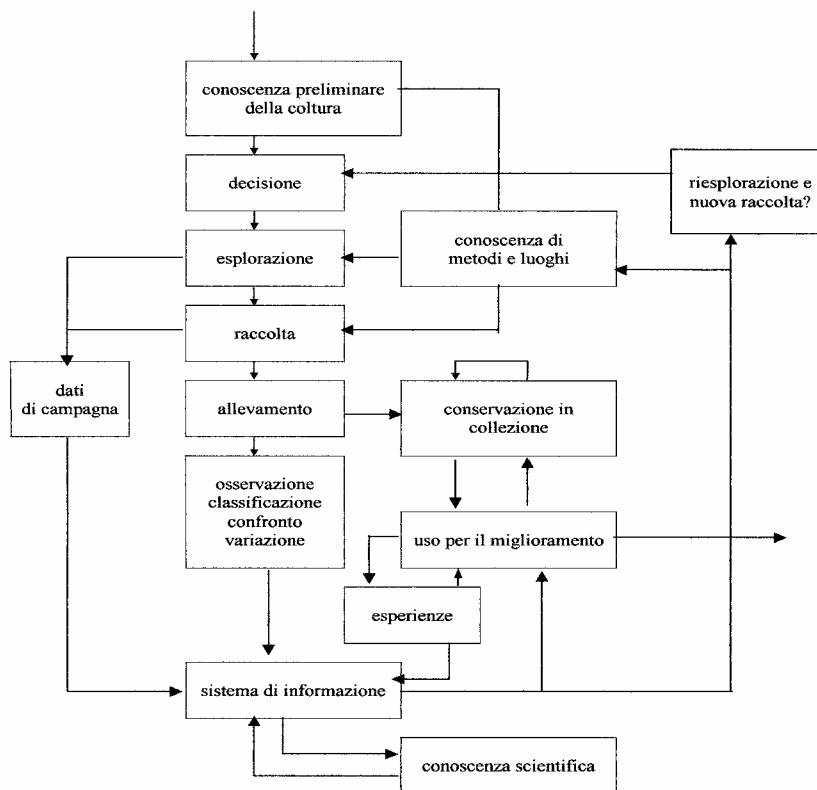 conoscenza preliminare
della coltura
decisione
riesplorazione e
nuova raccolta?
esplorazione
conoscenza di
metodi e luoghi
raccolta
dati
di campagna
allevamento
conservazione in
collezione
osservazione
classificazione
confronto
variazione
uso per il miglioramento
esperienze
sistema di informazione
conoscenza scientifica